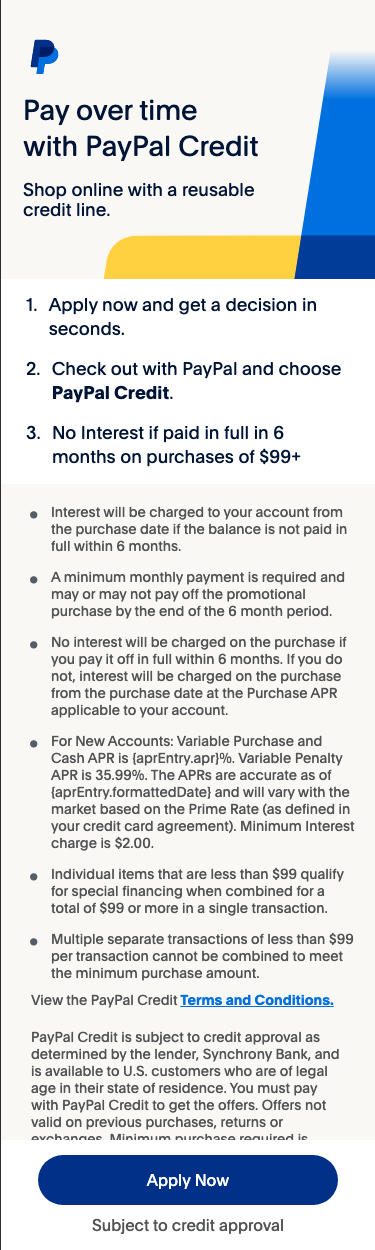 Pay over time
with PayPal Credit
Shop online with a reusable
credit line.
1. Apply now and get a decision in
seconds.
2. Check out with PayPal and choose
PayPal Credit.
3. No Interest if paid in full in 6
months on purchases of $99+
Interest will be charged to your account from
the purchase date if the balance is not paid in
full within 6 months.
A minimum monthly payment is required and
may or may not pay off the promotional
purchase by the end of the 6 month period.
No interest will be charged on the purchase if
you pay it off in full within 6 months. If you do
not, interest will be charged on the purchase
from the purchase date at the Purchase APR
applicable to your account.
For New Accounts: Variable Purchase and
Cash APR is {aprEntry.apr}%. Variable Penalty
APR is 35.99%. The APRs are accurate as of
{aprEntry.formattedDate} and will vary with the
market based on the Prime Rate (as defined in
your credit card agreement). Minimum Interest
charge is $2.00.
Individual items that are less than $99 qualify
for special financing when combined for a
total of $99 or more in a single transaction.
Multiple separate transactions of less than $99
per transaction cannot be combined to meet
the minimum purchase amount.
View the PayPal Credit Terms and Conditions.
PayPal Credit is subject to credit approval as
determined by the lender, Synchrony Bank, and
is available to U.S. customers who are of legal
age in their state of residence. You must pay
with PayPal Credit to get the offers. Offers not
valid on previous purchases, returns or
exchanges. Minimum purchase required is
Apply Now
Subject to credit approval